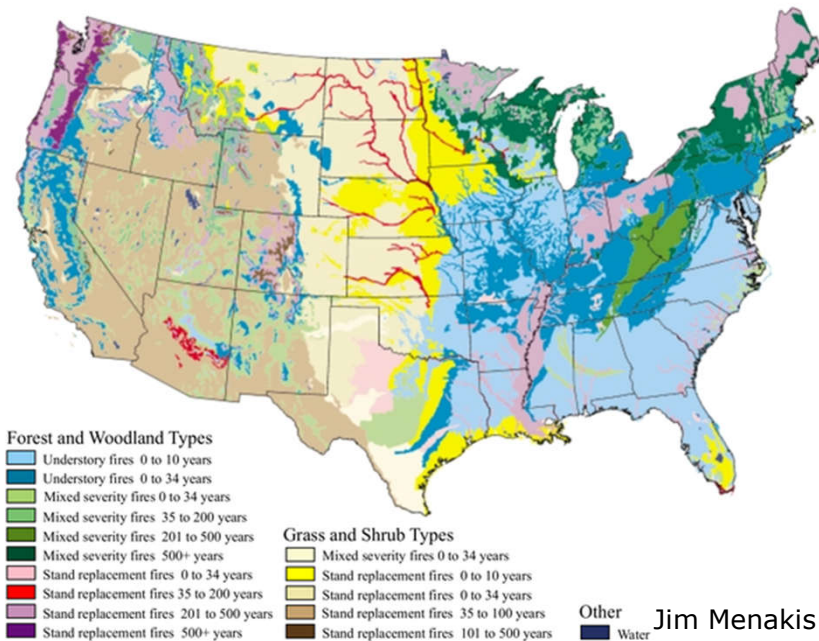 Forest and Woodland Types
Understory fires 0 to 10 years
Understory fires 0 to 34 years
Mixed severity fires 0 to 34 years
Mixed severity fires 35 to 200 years
Mixed severity fires 201 to 500 years
Mixed severity fires 500+ years
Stand replacement fires 0 to 34 years
Stand replacement fires 35 to 200 years
Stand replacement fires 201 to 500 years
Stand replacement fires 500+ years
Grass and Shrub Types
Mixed severity fires 0 to 34 years
Stand replacement fires 0 to 10 years
Stand replacement fires 0 to 34 years
Stand replacement fires 35 to 100 years
Stand replacement fires 101 to 500 years
Other
Water
Jim Menakis